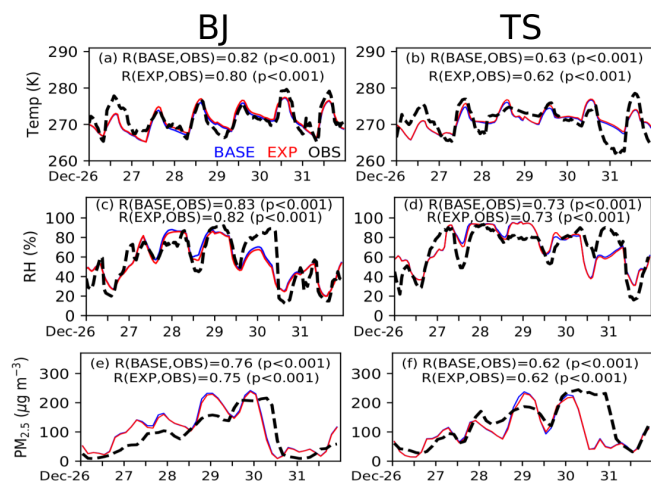 BJ TS
(a) R(BASE,OBS)=0.82 (p<0.001)
R(EXP,OBS)=0.80 (p<0.001)
Temp (K)
290
280
270
260
BASE EXP OBS
Dec-26 27 28 29 30 31
(b) R(BASE,OBS)=0.63 (p<0.001)
R(EXP,OBS)=0.62 (p<0.001)
290
280
270
260
Dec-26 27 28 29 30 31
(c) R(BASE,OBS)=0.83 (p<0.001)
R(EXP,OBS)=0.82 (p<0.001)
RH (%)
100
80
60
40
20
0
Dec-26 27 28 29 30 31
(d) R(BASE,OBS)=0.73 (p<0.001)
R(EXP,OBS)=0.73 (p<0.001)
100
80
60
40
20
0
Dec-26 27 28 29 30 31
(e) R(BASE,OBS)=0.76 (p<0.001)
R(EXP,OBS)=0.75 (p<0.001)
PM2.5 (μg m−3)
300
200
100
0
Dec-26 27 28 29 30 31
(f) R(BASE,OBS)=0.62 (p<0.001)
R(EXP,OBS)=0.62 (p<0.001)
300
200
100
0
Dec-26 27 28 29 30 31